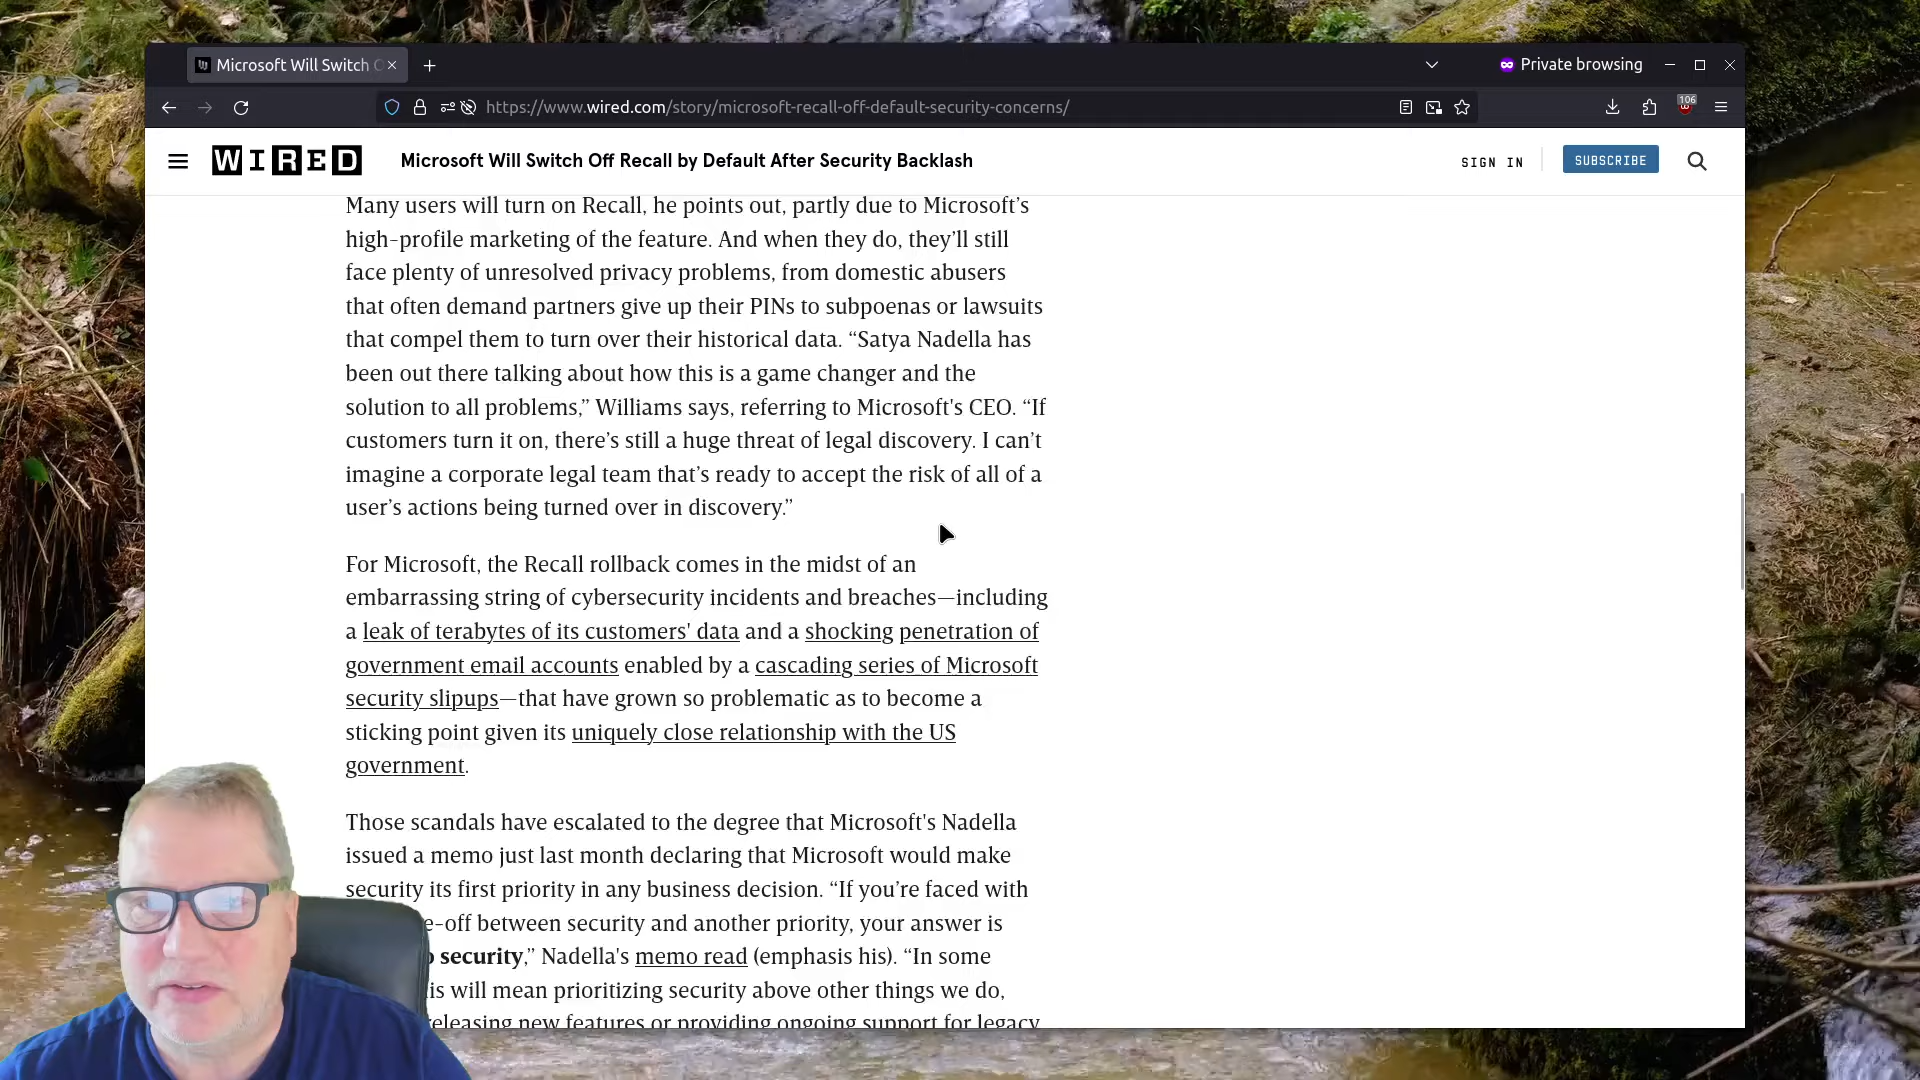 Microsoft Will Switch
Private browsing
https://www.wired.com/story/microsoft-recall-off-default-security-concerns/
106
WIRED
Microsoft Will Switch Off Recall by Default After Security Backlash
SIGN IN
SUBSCRIBE
Many users will turn on Recall, he points out, partly due to Microsoft’s
high-profile marketing of the feature. And when they do, they’ll still
face plenty of unresolved privacy problems, from domestic abusers
that often demand partners give up their PINs to subpoenas or lawsuits
that compel them to turn over their historical data. “Satya Nadella has
been out there talking about how this is a game changer and the
solution to all problems,” Williams says, referring to Microsoft's CEO. “If
customers turn it on, there’s still a huge threat of legal discovery. I can’t
imagine a corporate legal team that’s ready to accept the risk of all of a
user’s actions being turned over in discovery.”
For Microsoft, the Recall rollback comes in the midst of an
embarrassing string of cybersecurity incidents and breaches—including
a leak of terabytes of its customers' data and a shocking penetration of
government email accounts enabled by a cascading series of Microsoft
security slipups—that have grown so problematic as to become a
sticking point given its uniquely close relationship with the US
government.
Those scandals have escalated to the degree that Microsoft's Nadella
issued a memo just last month declaring that Microsoft would make
security its first priority in any business decision. “If you’re faced with
e-off between security and another priority, your answer is
security,” Nadella's memo read (emphasis his). “In some
is will mean prioritizing security above other things we do,
releasing new features or providing ongoing support for legacy